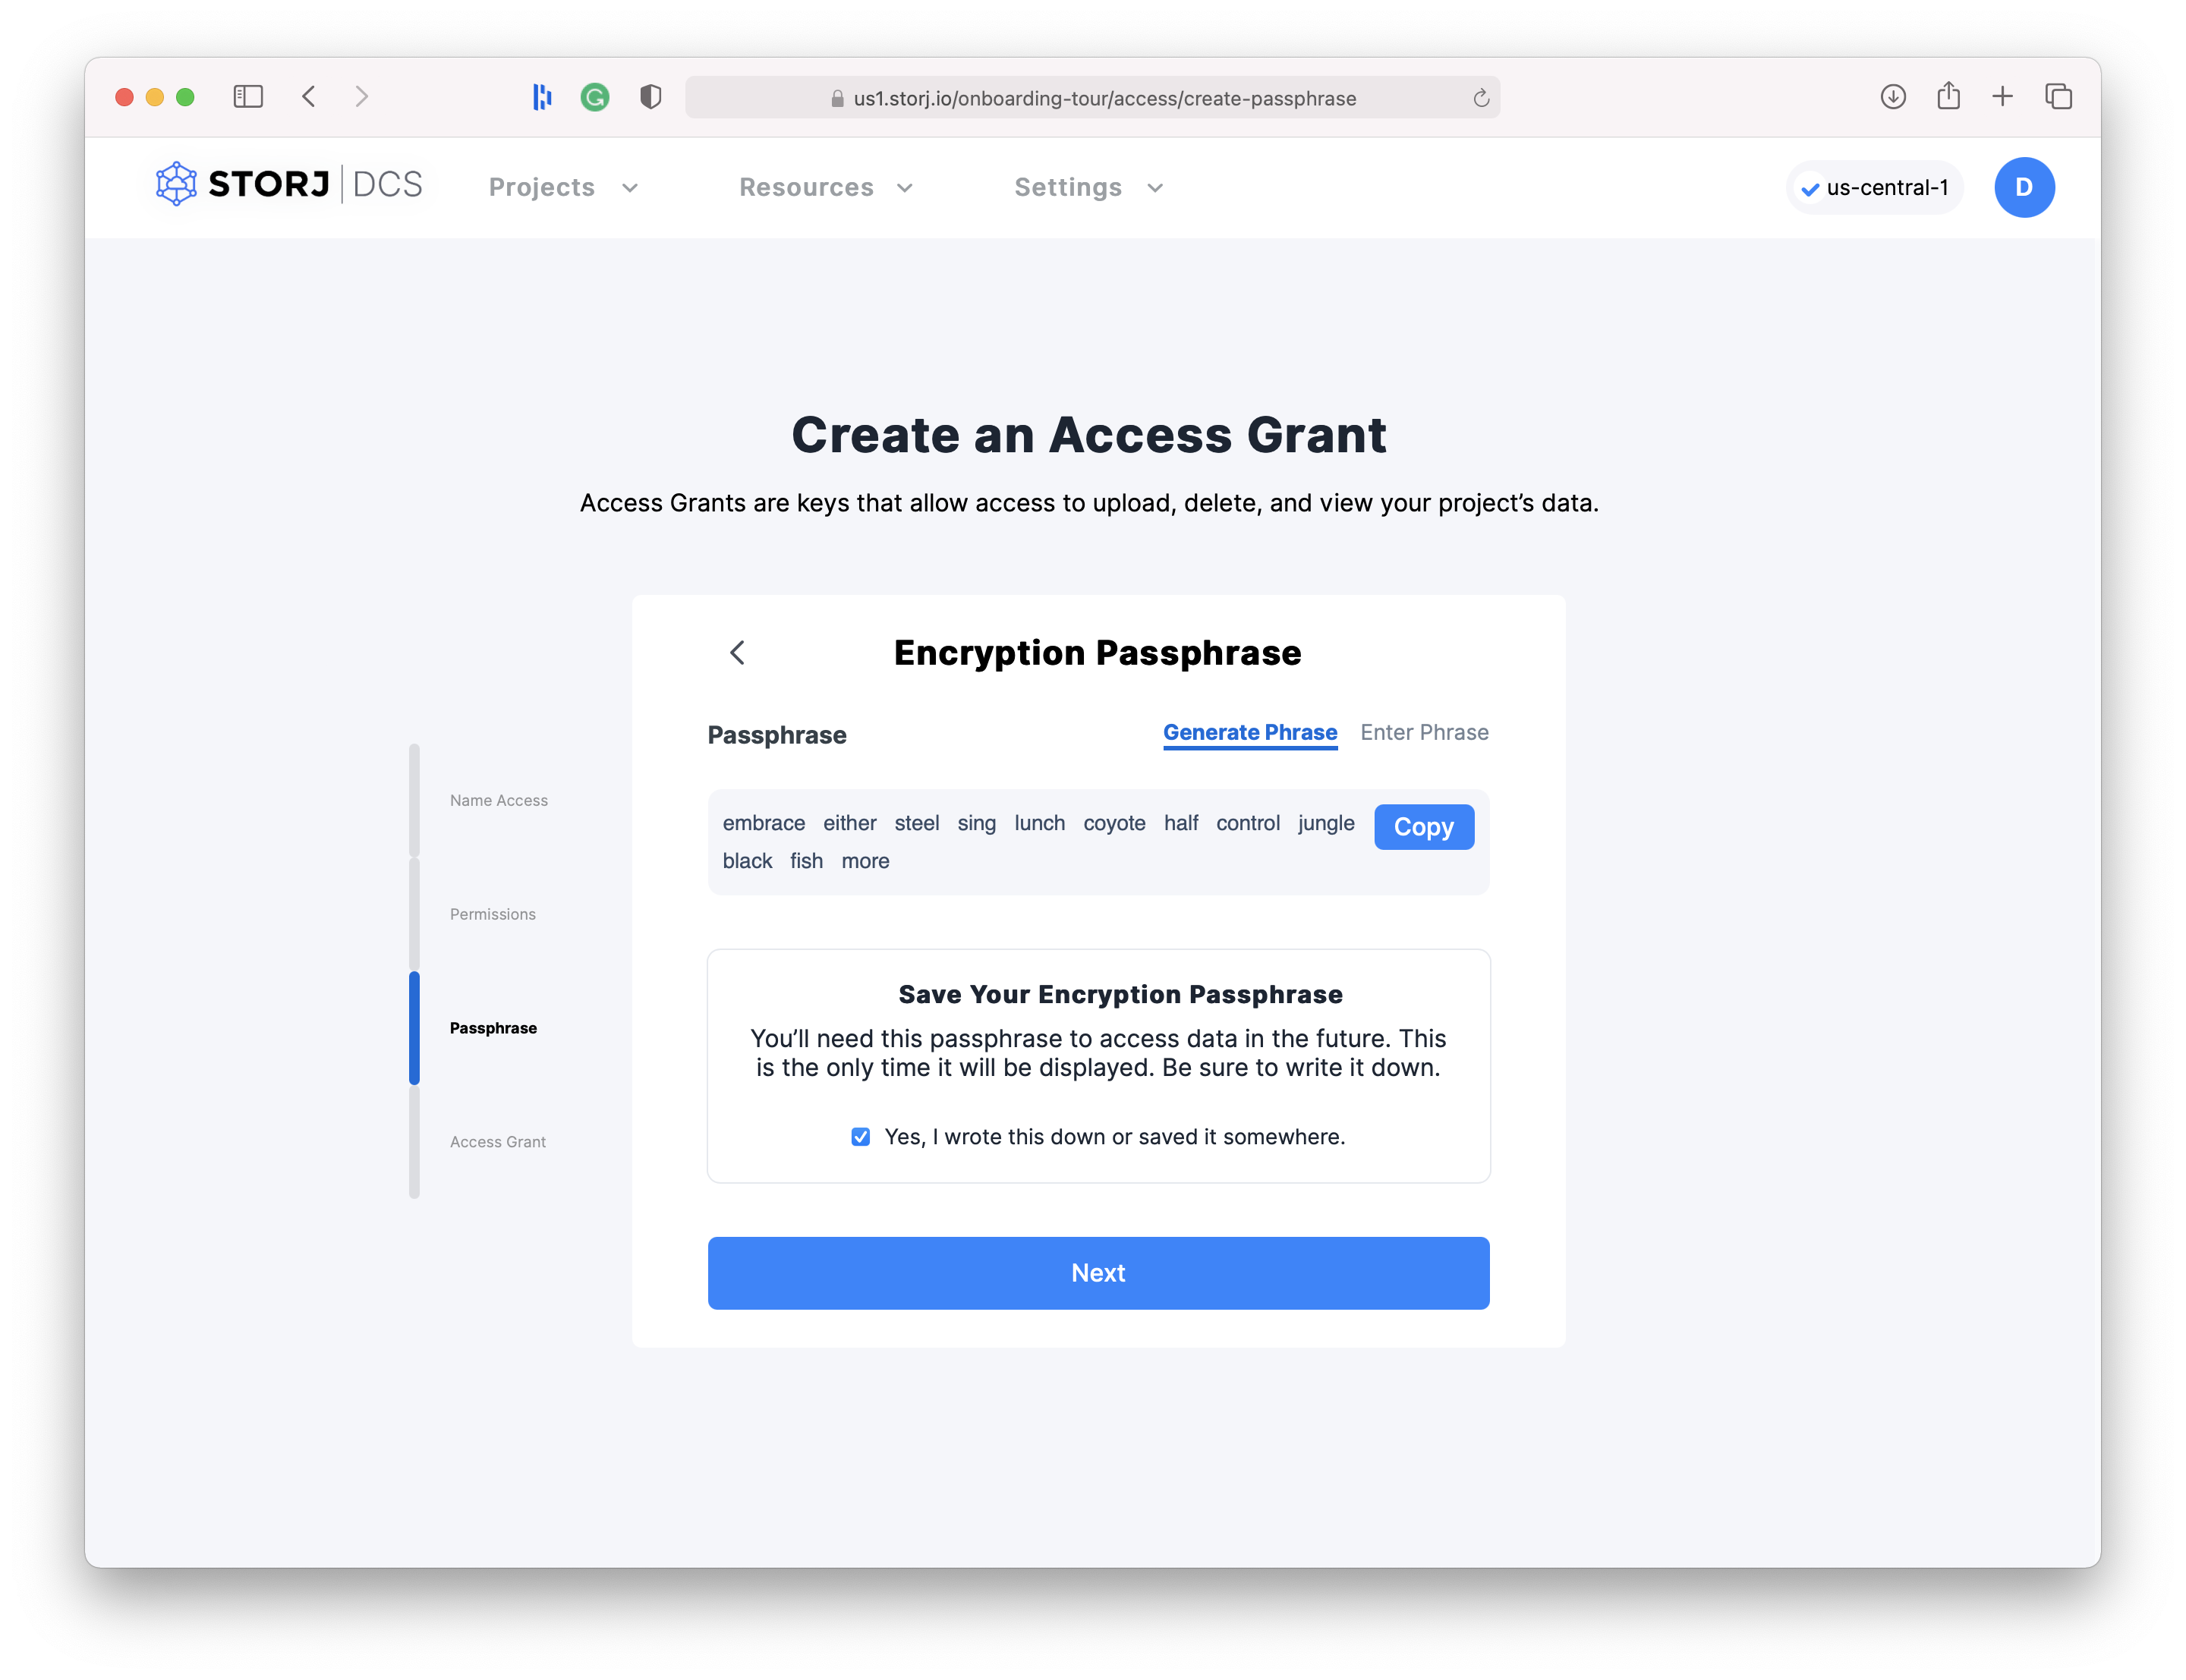 us1.storj.io/onboarding-tour/access/create-passphrase
STORJ DCS
Projects
Resources
Settings
us-central-1
D
Create an Access Grant
Access Grants are keys that allow access to upload, delete, and view your project’s data.
Encryption Passphrase
Passphrase
Generate Phrase
Enter Phrase
embrace either steel sing lunch coyote half control jungle
black fish more
Copy
Name Access
Permissions
Passphrase
Access Grant
Save Your Encryption Passphrase
You’ll need this passphrase to access data in the future. This
is the only time it will be displayed. Be sure to write it down.
Yes, I wrote this down or saved it somewhere.
Next